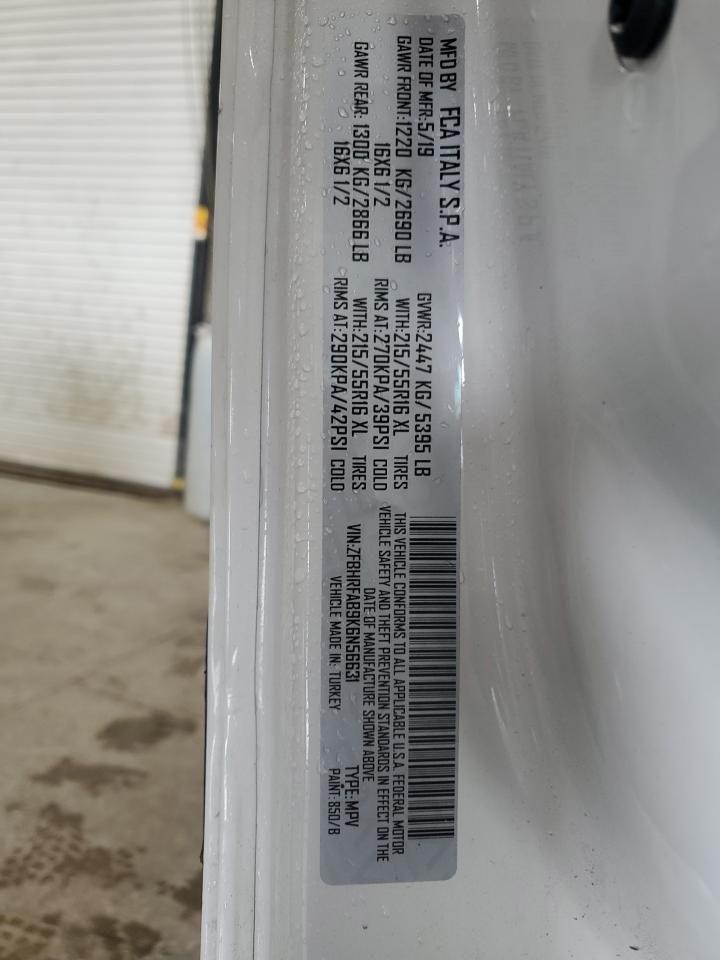 MFD BY FCA ITALY S.P.A.
DATE OF MFR:5/19 GVWR:2447 KG/ 5395 LB
GAWR FRONT:1220 KG/2690 LB WITH:215/55R16 XL TIRES
16X6 1/2 RIMS AT:270KPA/39PSI COLD
GAWR REAR: 1300 KG/2866 LB WITH:215/55R16 XL TIRES
16X6 1/2 RIMS AT:290KPA/42PSI COLD
THIS VEHICLE CONFORMS TO ALL APPLICABLE U.S.A. FEDERAL MOTOR
VEHICLE SAFETY AND THEFT PREVENTION STANDARDS IN EFFECT ON THE
DATE OF MANUFACTURE SHOWN ABOVE
VIN:ZFBHRFAB9K6N56631 TYPE:MPV
VEHICLE MADE IN: TURKEY PAINT: 850/B